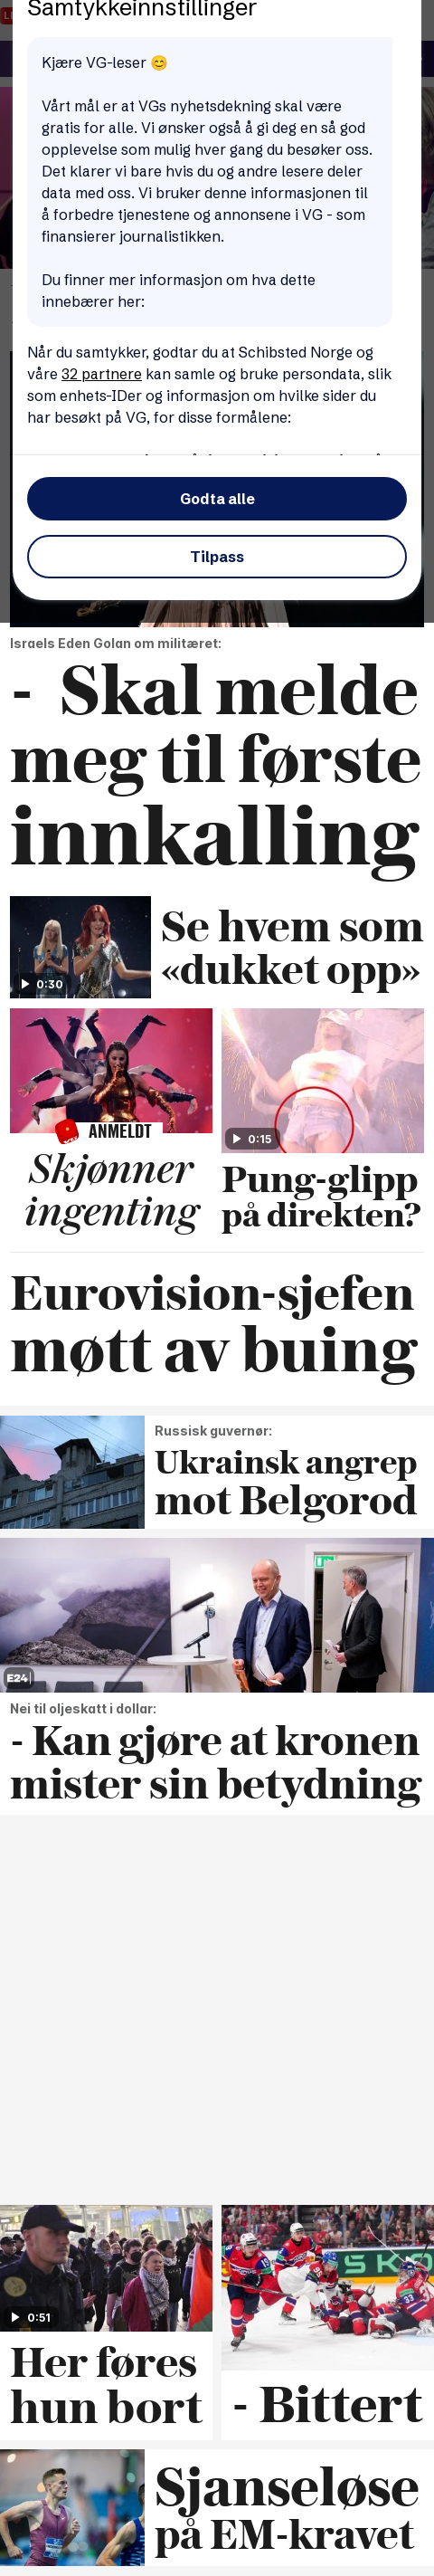 Samtykkeinnstillinger
Kjære VG-leser 😊
Vårt mål er at VGs nyhetsdekning skal være
gratis for alle. Vi ønsker også å gi deg en så god
opplevelse som mulig hver gang du besøker oss.
Det klarer vi bare hvis du og andre lesere deler
data med oss. Vi bruker denne informasjonen til
å forbedre tjenestene og annonsene i VG - som
finansierer journalistikken.
Du finner mer informasjon om hva dette
innebærer her:
Når du samtykker, godtar du at Schibsted Norge og
våre 32 partnere kan samle og bruke persondata, slik
som enhets-IDer og informasjon om hvilke sider du
har besøkt på VG, for disse formålene:
Godta alle
Tilpass
Israels Eden Golan om militæret:
- Skal melde
meg til første
innkalling
0:30
Se hvem som
«dukket opp»
ANMELDT
Skjønner
ingenting
0:15
Pung-glipp
på direkten?
Eurovision-sjefen
møtt av buing
Russisk guvernør:
Ukrainsk angrep
mot Belgorod
E24
Nei til oljeskatt i dollar:
- Kan gjøre at kronen
mister sin betydning
0:51
Her føres
hun bort
- Bittert
Sjanseløse
på EM-kravet